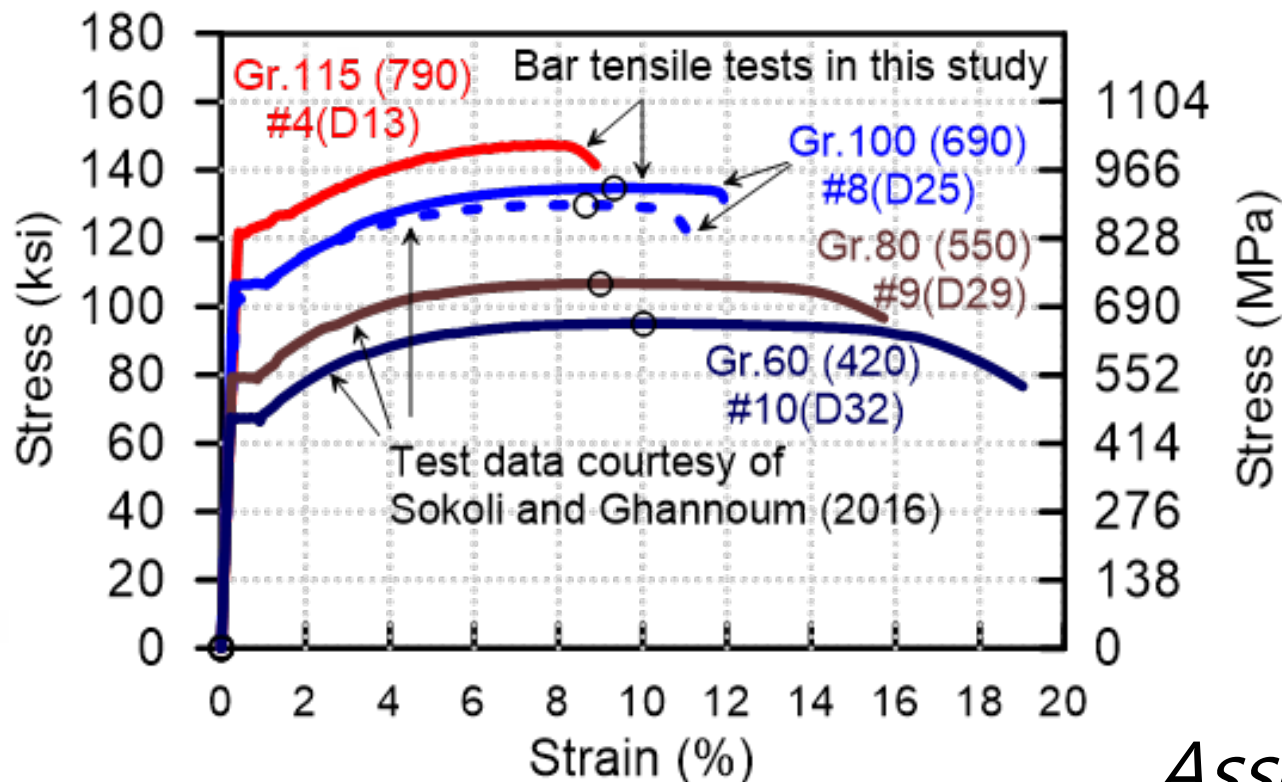 180
160
140
120
100
80
60
40
20
0
Stress (ksi)
Gr.115 (790)
#4(D13)
Bar tensile tests in this study
Gr.100 (690)
#8(D25)
Gr.80 (550)
#9(D29)
Gr.60 (420)
#10(D32)
Test data courtesy of
Sokoli and Ghannoum (2016)
1104
966
828
690
552
414
276
138
0
Stress (MPa)
0 2 4 6 8 10 12 14 16 18 20
Strain (%)